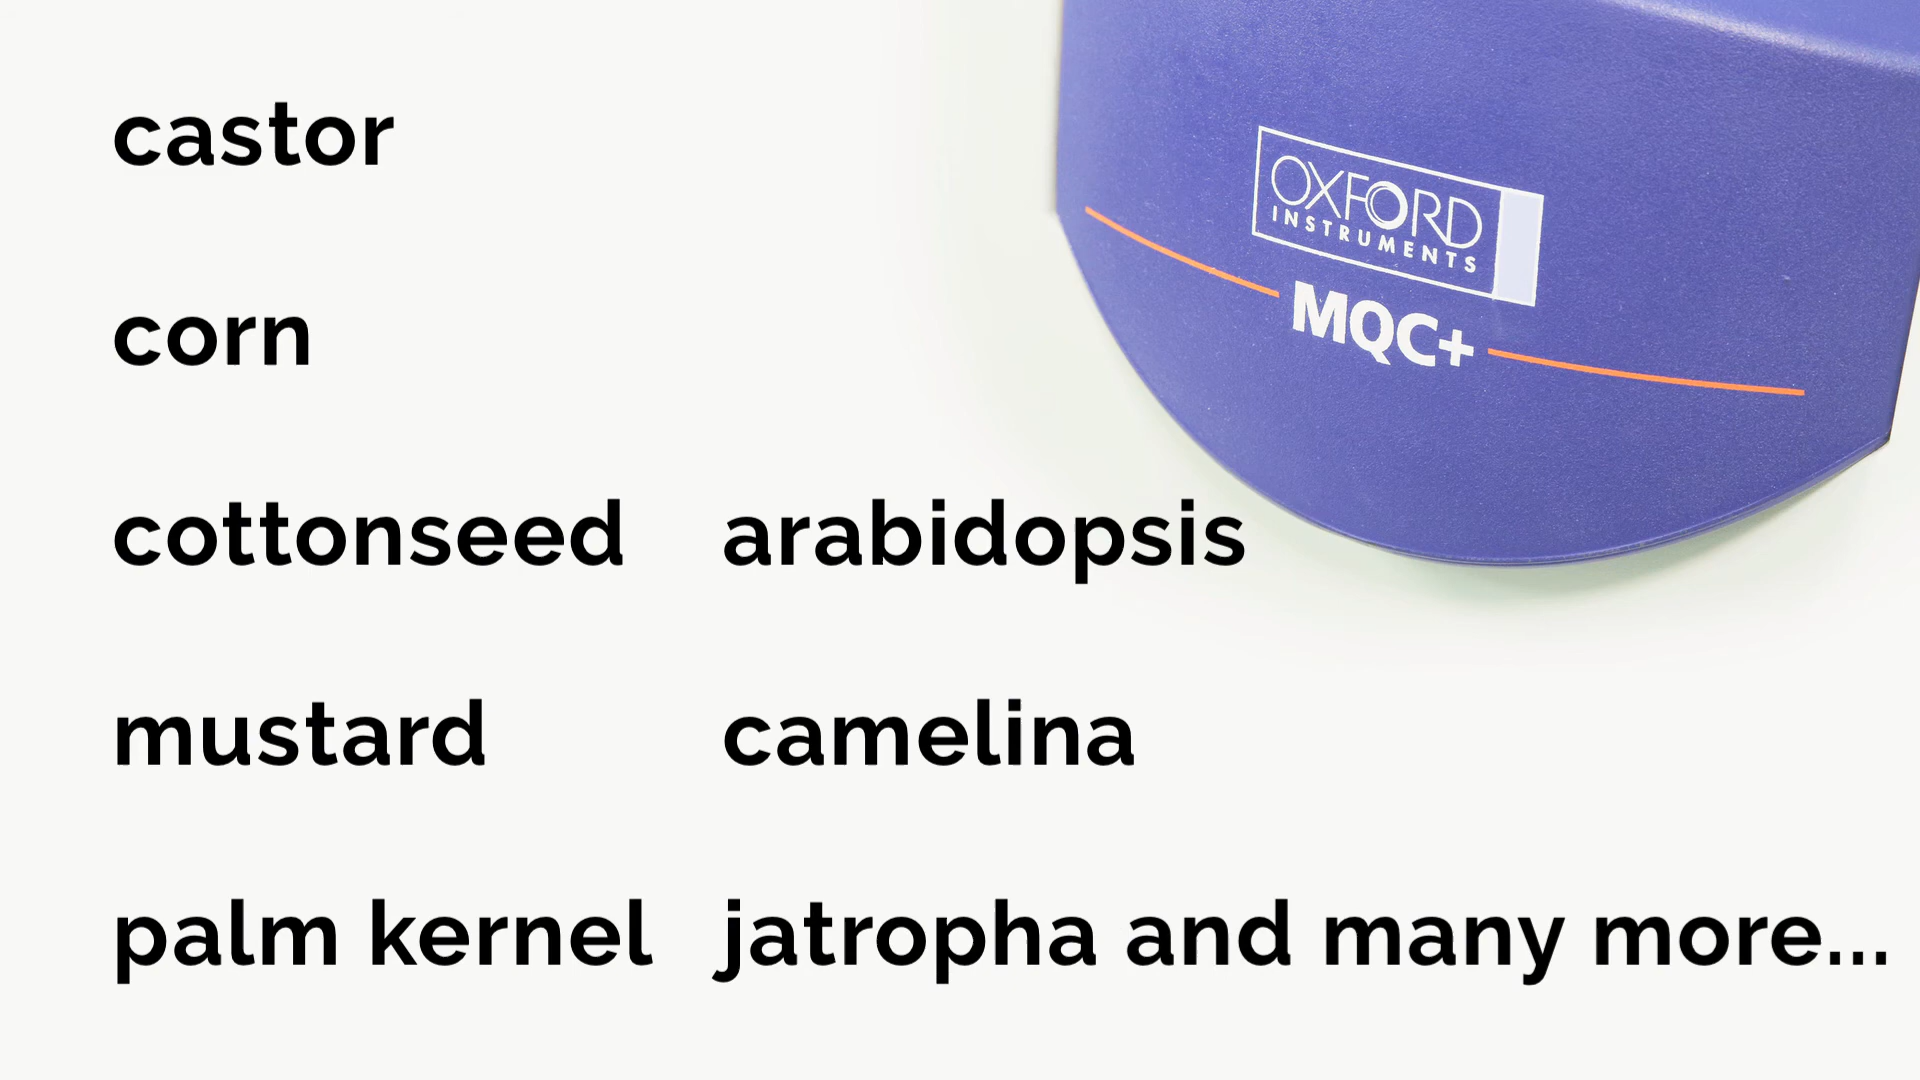 castor
corn
cottonseed
mustard
palm kernel
arabidopsis
camelina
jatropha and many more...
OXFORD
INSTRUMENTS
MQC+